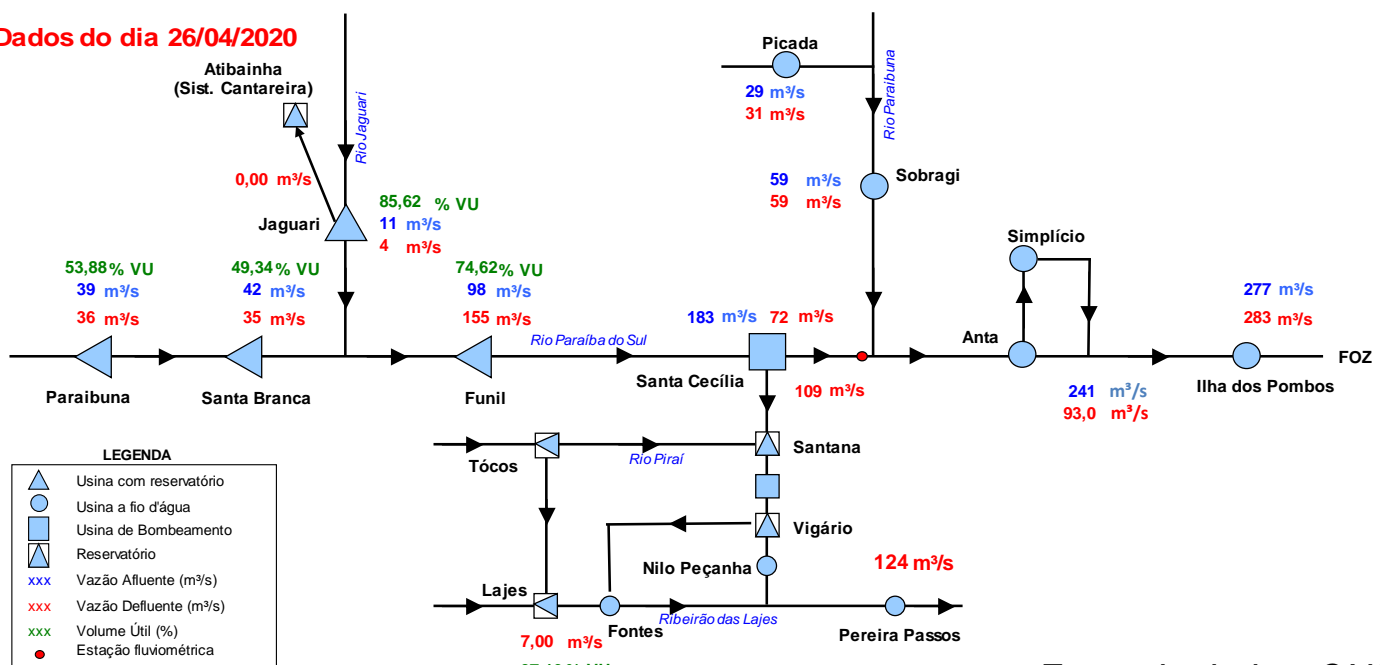 Dados do dia 26/04/2020
Atibainha
(Sist. Cantareira)
Rio Jaguari
0,00 m³/s
Jaguari
85,62 % VU
11 m³/s
4 m³/s
Picada
29 m³/s
31 m³/s
Rio Paraibuna
59 m³/s
59 m³/s
Sobragi
Simplício
53,88% VU
39 m³/s
36 m³/s
Paraibuna
49,34% VU
42 m³/s
35 m³/s
Santa Branca
74,62% VU
98 m³/s
155 m³/s
Funil
Rio Paraíba do Sul
183 m³/s 72 m³/s
Santa Cecília
109 m³/s
Anta
241 m³/s
93,0 m³/s
277 m³/s
283 m³/s
Ilha dos Pombos
FOZ
Tócos
Rio Piraí
Santana
Vigário
Nilo Peçanha
124 m³/s
Lajes
7,00 m³/s
Fontes
Ribeirão das Lajes
Pereira Passos
LEGENDA
Usina com reservatório
Usina a fio d'água
Usina de Bombeamento
Reservatório
xxx Vazão Afluente (m³/s)
xxx Vazão Defluente (m³/s)
xxx Volume Útil (%)
Estação fluviométrica